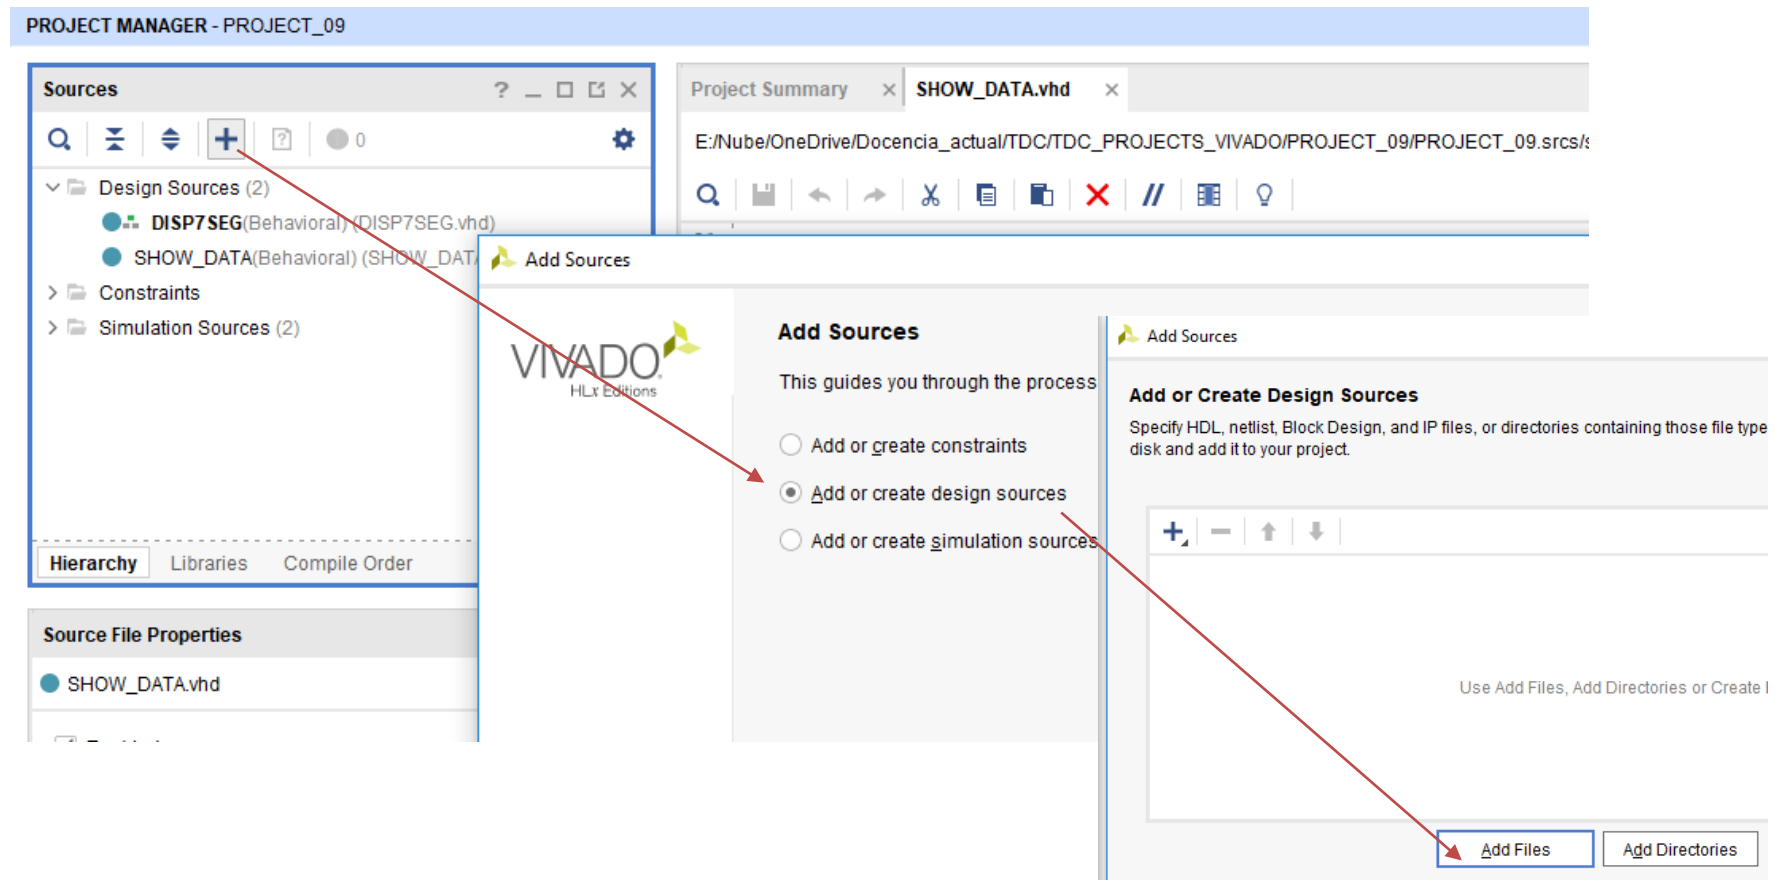 PROJECT MANAGER - PROJECT_09
Sources
? _
0
Design Sources (2)
DISP7SEG(Behavioral) (DISP7SEG.vhd)
SHOW_DATA(Behavioral) (SHOW_DAT
Constraints
Simulation Sources (2)
Hierarchy Libraries Compile Order
Source File Properties
SHOW_DATA.vhd
Project Summary SHOW_DATA.vhd
E:/Nube/OneDrive/Docencia_actual/TDC/TDC_PROJECTS_VIVADO/PROJECT_09/PROJECT_09.srcs/s
Add Sources
VIVADO
HLx Editions
Add Sources
This guides you through the process
Add or create constraints
Add or create design sources
Add or create simulation sources
Add Sources
Add or Create Design Sources
Specify HDL, netlist, Block Design, and IP files, or directories containing those file type
disk and add it to your project.
Use Add Files, Add Directories or Create
Add Files Add Directories